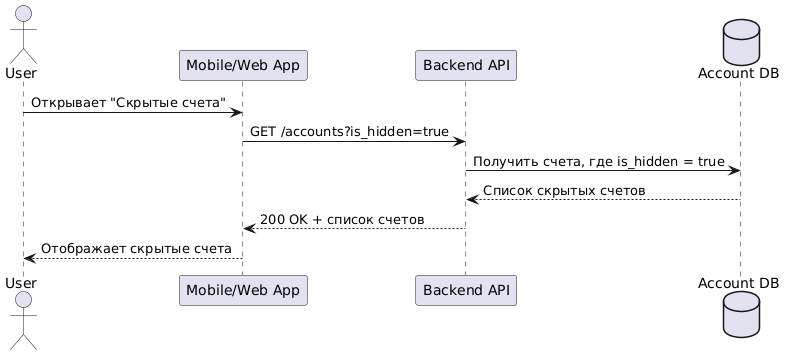 User
Mobile/Web App
Backend API
Account DB
Открывает "Скрытые счета"
GET /accounts?is_hidden=true
Получить счета, где is_hidden = true
Список скрытых счетов
200 OK + список счетов
Отображает скрытые счета
User
Mobile/Web App
Backend API
Account DB